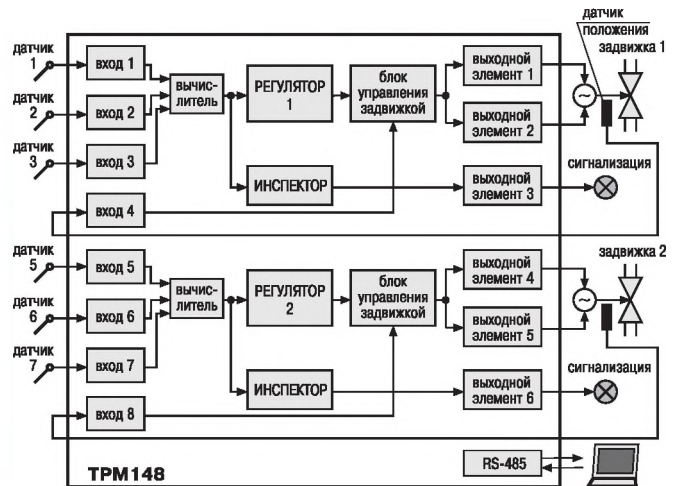 датчик
положения
задвижка 1
датчик
1
вход 1
датчик
2
вход 2
датчик
3
вход 3
вход 4
вычис-
литель
РЕГУЛЯТОР
1
блок
управления
задвижкой
ИНСПЕКТОР
выходной
элемент 1
выходной
элемент 2
выходной
элемент 3
~
сигнализация
датчик
5
вход 5
датчик
6
вход 6
датчик
7
вход 7
вход 8
вычис-
литель
РЕГУЛЯТОР
2
блок
управления
задвижкой
ИНСПЕКТОР
выходной
элемент 4
выходной
элемент 5
выходной
элемент 6
~
задвижка 2
сигнализация
ТРМ148
RS-485